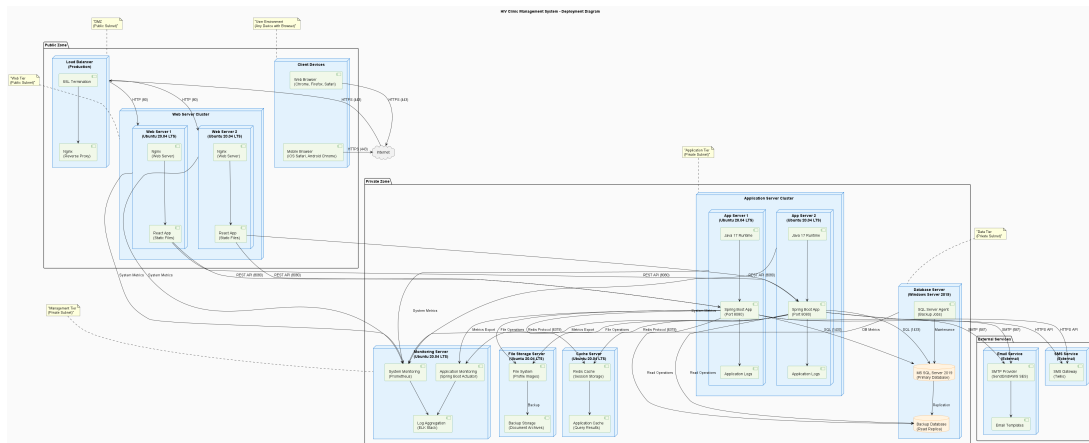 HIV Clinic Management System - Deployment Diagram
"DMZ
(Public Subnet)"
"User Environment
(Any Device with Browser)"
Public Zone
Load Balancer
(Production)
SSL Termination
Nginx
(Reverse Proxy)
Client Devices
Web Browser
(Chrome, Firefox, Safari)
Mobile Browser
(iOS Safari, Android Chrome)
"Web Tier
(Public Subnet)"
HTTP (80)
HTTP (80)
HTTPS (443)
HTTPS (443)
HTTPS (443)
Internet
Web Server Cluster
Web Server 1
(Ubuntu 20.04 LTS)
Nginx
(Web Server)
React App
(Static Files)
Web Server 2
(Ubuntu 20.04 LTS)
Nginx
(Web Server)
React App
(Static Files)
"Application Tier
(Private Subnet)"
Private Zone
Application Server Cluster
App Server 1
(Ubuntu 20.04 LTS)
Java 17 Runtime
Spring Boot App
(Port 8080)
Application Logs
App Server 2
(Ubuntu 20.04 LTS)
Java 17 Runtime
Spring Boot App
(Port 8080)
Application Logs
"Data Tier
(Private Subnet)"
System Metrics
System Metrics
REST API (8080)
REST API (8080)
REST API (8080)
REST API (8080)
System Metrics
System Metrics
"Management Tier
(Private Subnet)"
Database Server
(Windows Server 2019)
SQL Server Agent
(Backup Jobs)
Metrics Export
File Operations
Redis Protocol (6379)
Metrics Export
File Operations
Redis Protocol (6379)
SQL (1433)
DB Metrics
SQL (1433)
Maintenance
SMTP (587)
SMTP (587)
HTTPS API
HTTPS API
Monitoring Server
(Ubuntu 20.04 LTS)
System Monitoring
(Prometheus)
Application Monitoring
(Spring Boot Actuator)
Log Aggregation
(ELK Stack)
File Storage Server
(Ubuntu 20.04 LTS)
File System
(Profile Images)
Backup
Backup Storage
(Document Archives)
Cache Server
(Ubuntu 20.04 LTS)
Redis Cache
(Session Storage)
Application Cache
(Query Results)
Read Operations
Read Operations
MS SQL Server 2019
(Primary Database)
Replication
Backup Database
(Read Replica)
External Services
Email Service
(External)
SMTP Provider
(SendGrid/AWS SES)
Email Templates
SMS Service
(External)
SMS Gateway
(Twilio)